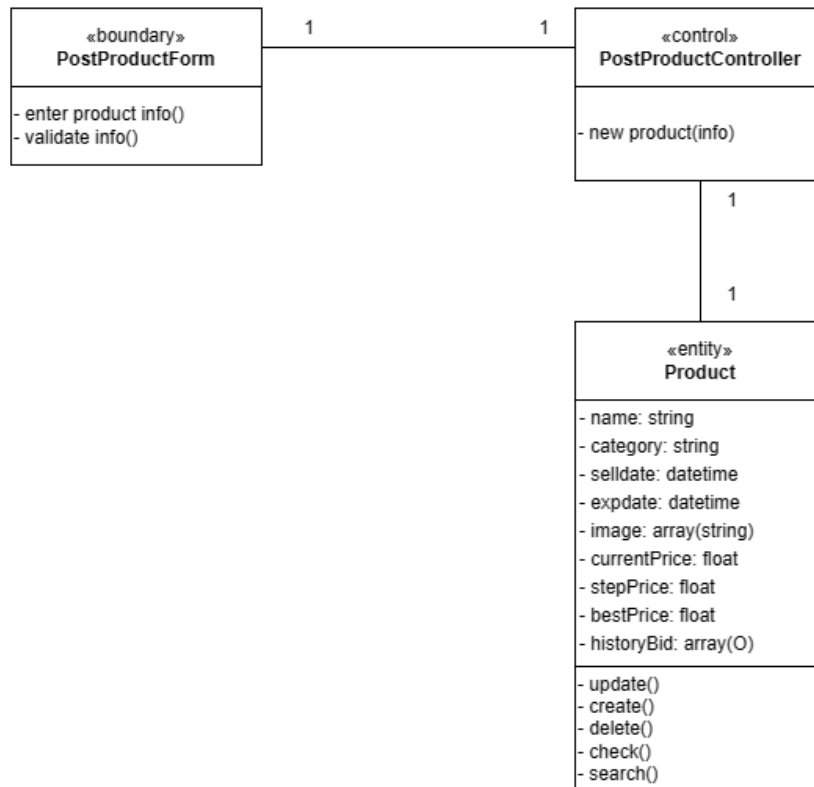 «boundary»
PostProductForm
- enter product info()
- validate info()
1
1
«control»
PostProductController
- new product(info)
1
1
«entity»
Product
- name: string
- category: string
- selldate: datetime
- expdate: datetime
- image: array(string)
- currentPrice: float
- stepPrice: float
- bestPrice: float
- historyBid: array(O)
- update()
- create()
- delete()
- check()
- search()